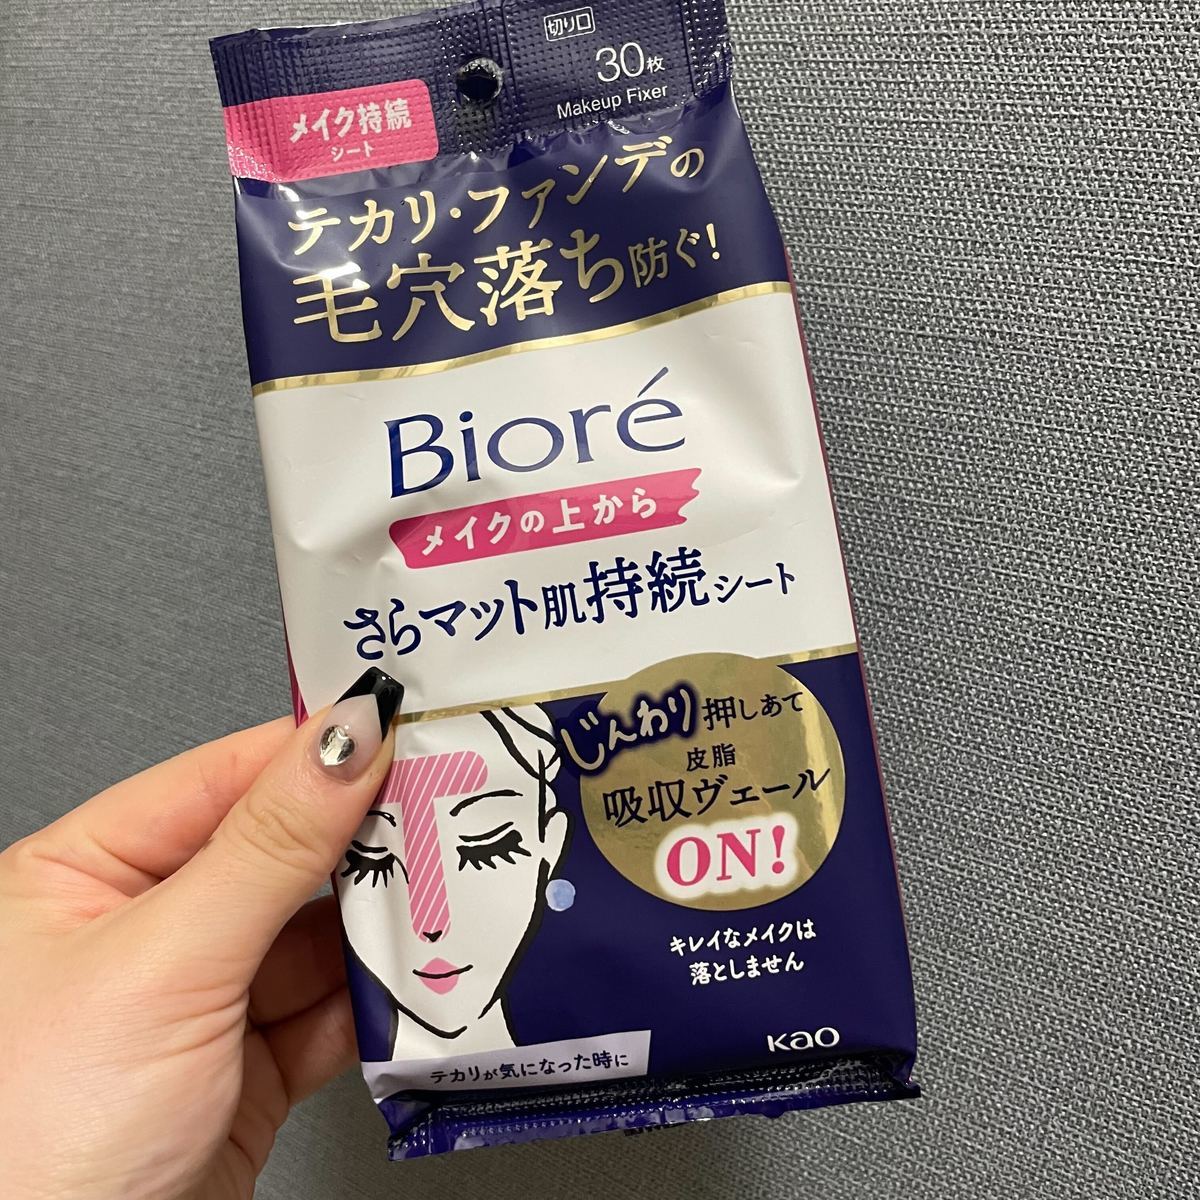 切り口
30枚
Makeup Fixer
メイク持続
シート
テカリ・ファンデの
毛穴落ち防ぐ!
Bioré
メイクの上から
さらマット肌持続シート
じんわり押しあて
皮脂
吸収ヴェール
ON!
T
キレイなメイクは
落としません
Kao
テカリが気になった時に